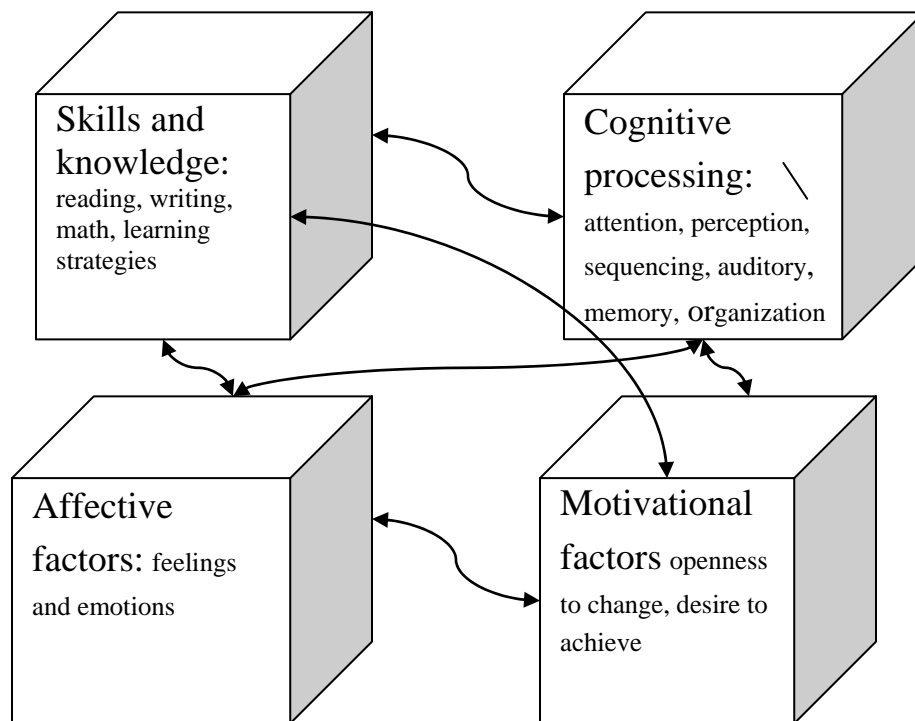 Skills and
knowledge:
reading, writing,
math, learning
strategies
Cognitive
processing: \
attention, perception,
sequencing, auditory,
memory, organization
Affective
factors: feelings
and emotions
Motivational
factors openness
to change, desire to
achieve